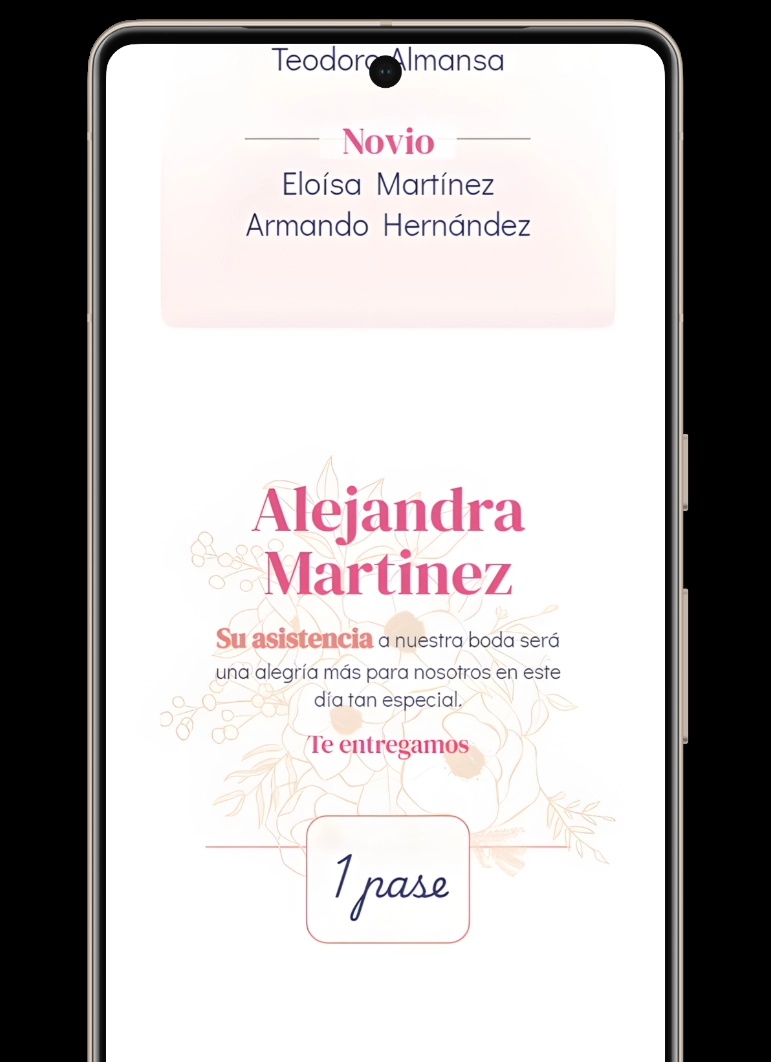 Teodoro Almansa
Novio
Eloísa Martínez
Armando Hernández
Alejandra
Martinez
Su asistencia a nuestra boda será
una alegría más para nosotros en este
día tan especial.
Te entregamos
1 pase